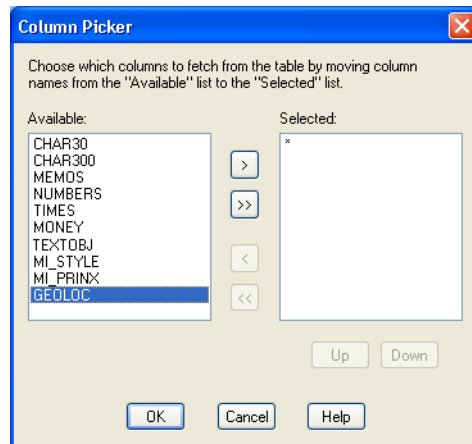 Column Picker
Choose which columns to fetch from the table by moving column
names from the "Available" list to the "Selected" list.
Available:
Selected:
CHAR30
CHAR300
MEMOS
NUMBERS
TIMES
MONEY
TEXTOBJ
MI_STYLE
MI_PRINX
GEOLOC
*
>
>>
<
<<
Up
Down
OK
Cancel
Help